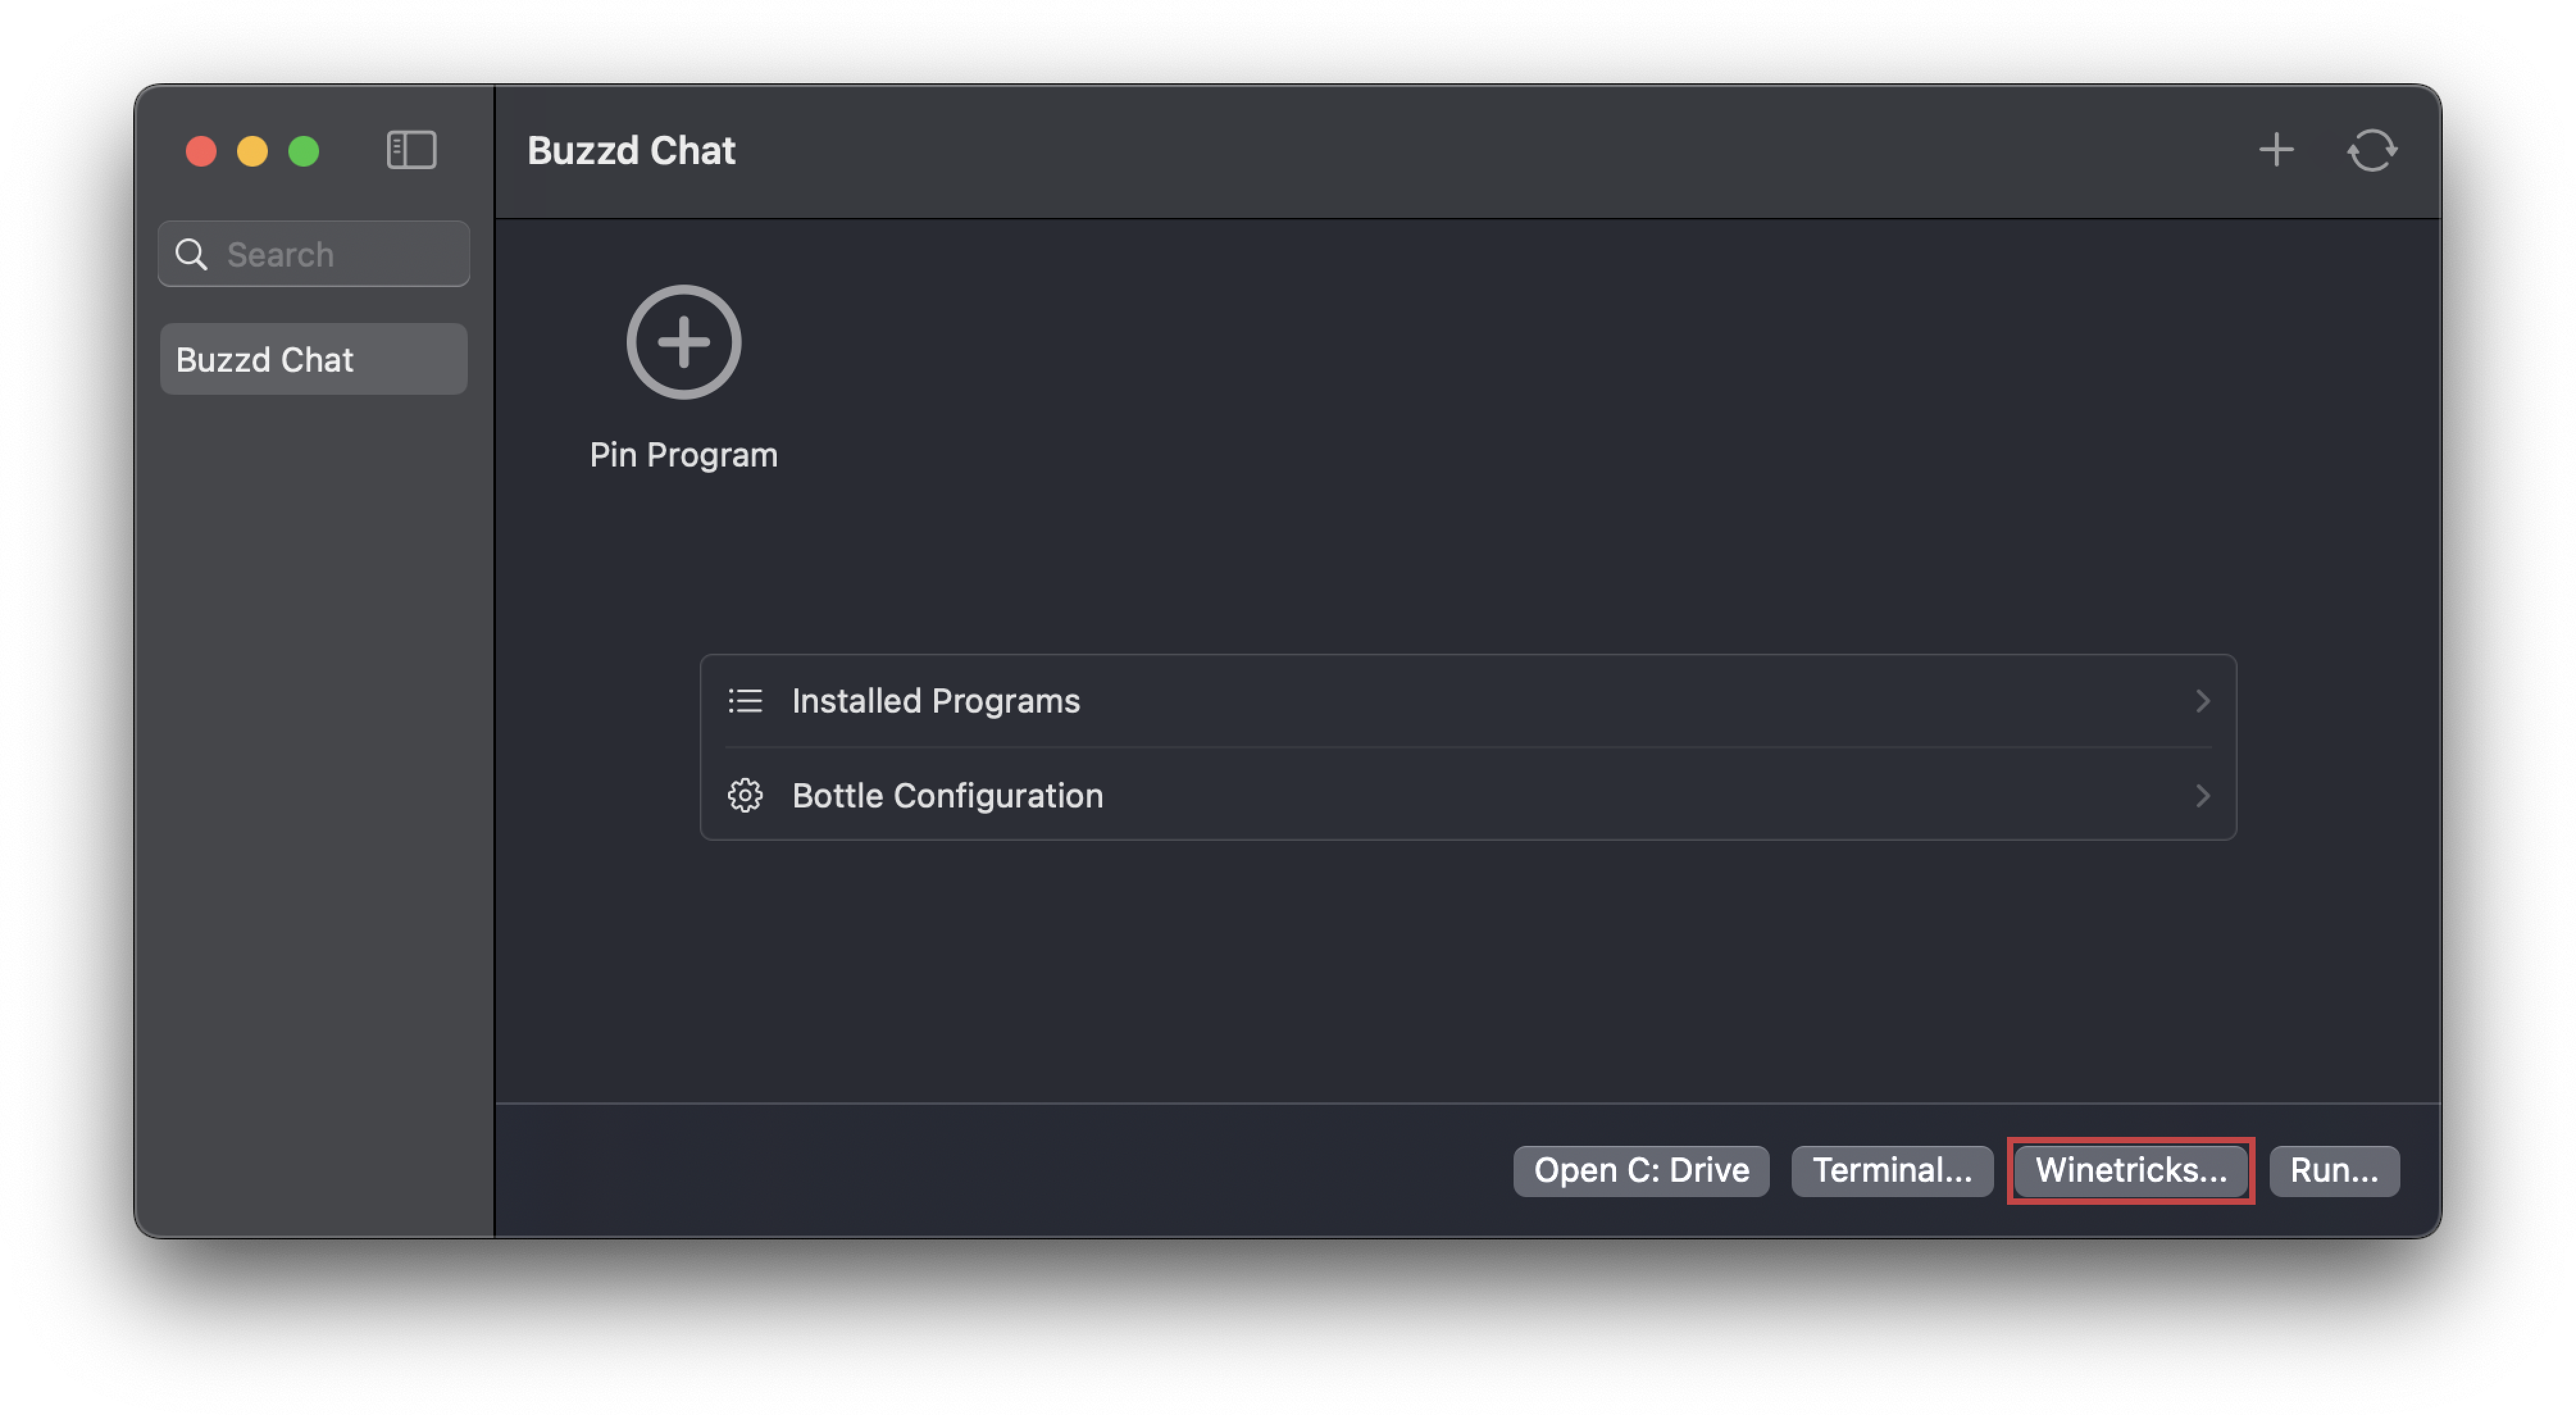 Buzzd Chat
Search
Buzzd Chat
Pin Program
Installed Programs
Bottle Configuration
Open C: Drive
Terminal...
Winetricks...
Run...